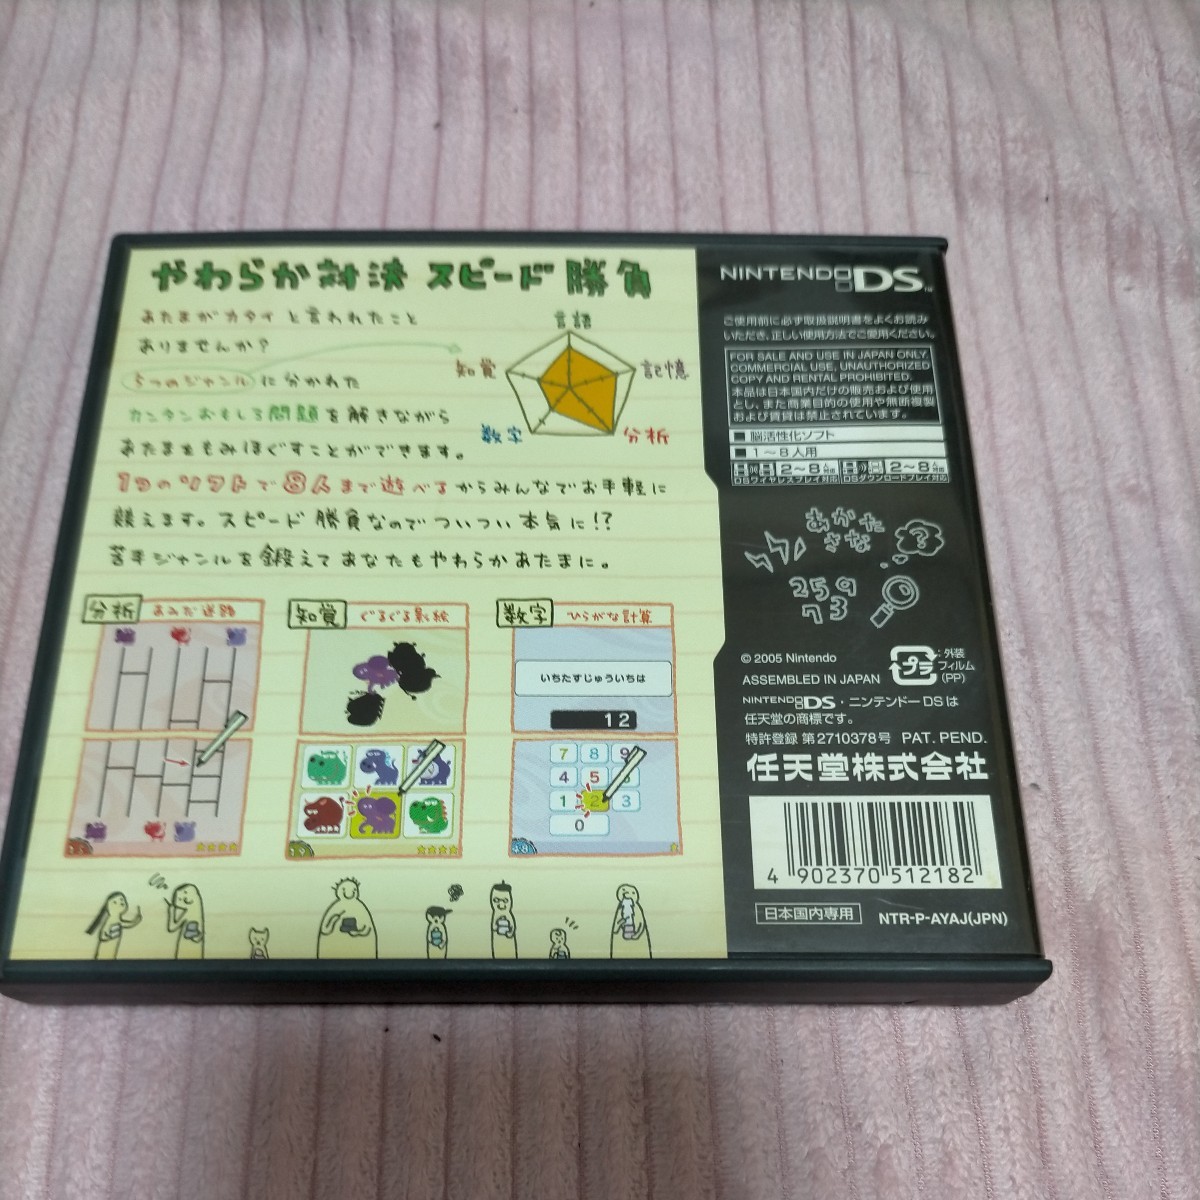 やわらか対決 スピード勝負
あたまがカタイと言われたこと
ありませんか?
5つのジャンルに分かれた
カンタンおもしろ問題を解きながら
あたまをもみほぐすことができます。
1つのソフトで8人まで遊べるからみんなでお手軽に
競えます。スピード勝負なのでついつい本気に!?
苦手ジャンルを鍛えてあなたもやわらかあたまに。
言語
知覚
記憶
数字
分析
分析 あみだ迷路
知覚 ぐるぐる影絵
数字 ひらがな計算
いちたすじゅういちは
12
7 8 9
4 5 6
1 2 3
0
NINTENDO DS™
ご使用前に必ず取扱説明書をよくお読み
いただき、正しい使用方法でご愛用ください。
FOR SALE AND USE IN JAPAN ONLY.
COMMERCIAL USE, UNAUTHORIZED
COPY AND RENTAL PROHIBITED.
本品は日本国内だけの販売および使用
とし、また商業目的の使用や無断複製
および賃貸は禁止されています。
■ 脳活性化ソフト
■ 1〜8人用
2〜8人対応
DSワイヤレスプレイ対応
2〜8人対応
DSダウンロードプレイ対応
あかた
さな
?
259
73
© 2005 Nintendo
ASSEMBLED IN JAPAN
プラ
:外装
フィルム
(PP)
NINTENDO DS・ニンテンドーDSは
任天堂の商標です。
特許登録 第2710378号 PAT. PEND.
任天堂株式会社
4 902370 512182
日本国内専用
NTR-P-AYAJ(JPN)